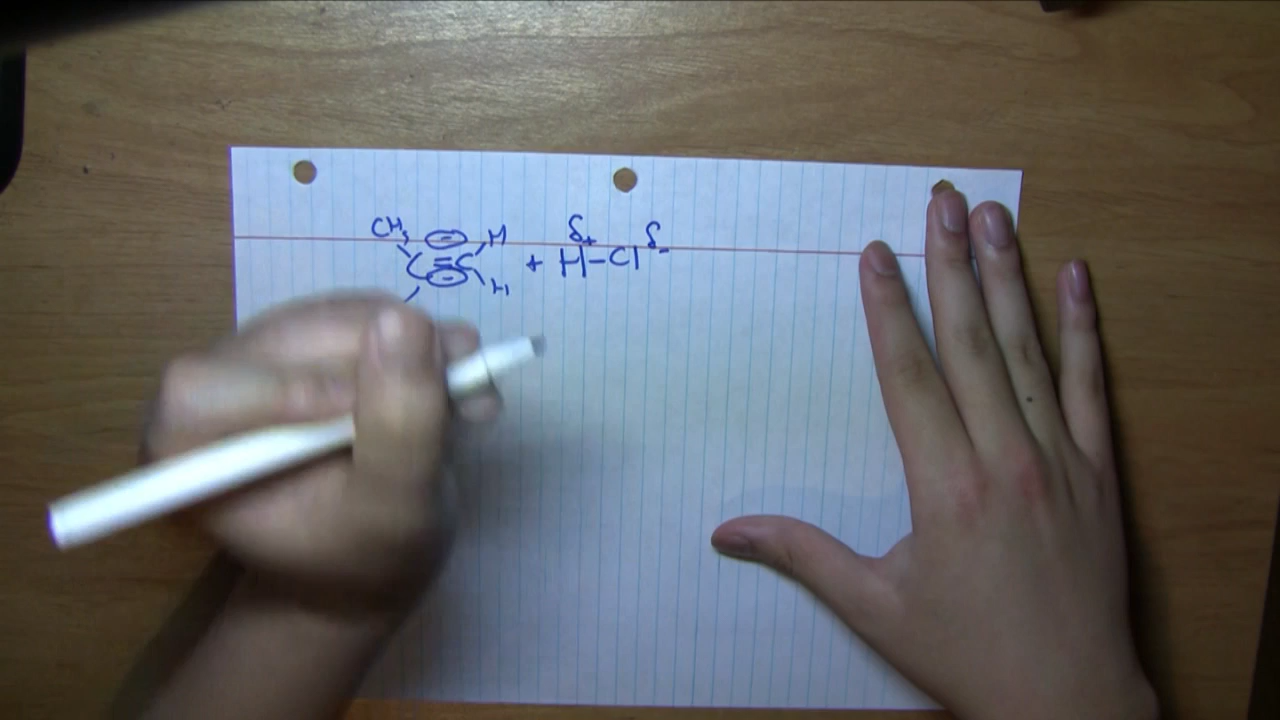 CH₃ ⊖ H δ+ δ-
C=C + H-Cl
⊖ H